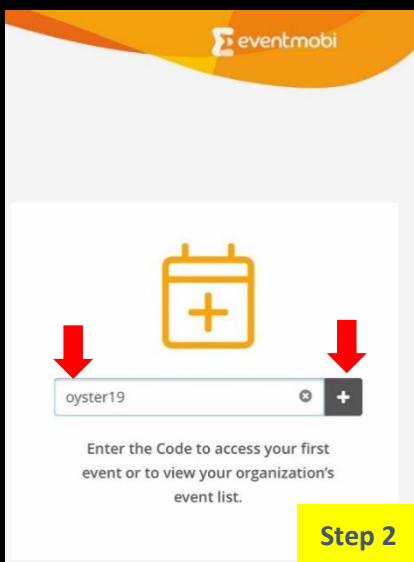 eventmobi
oyster19
Enter the Code to access your first
event or to view your organization's
event list.
Step 2